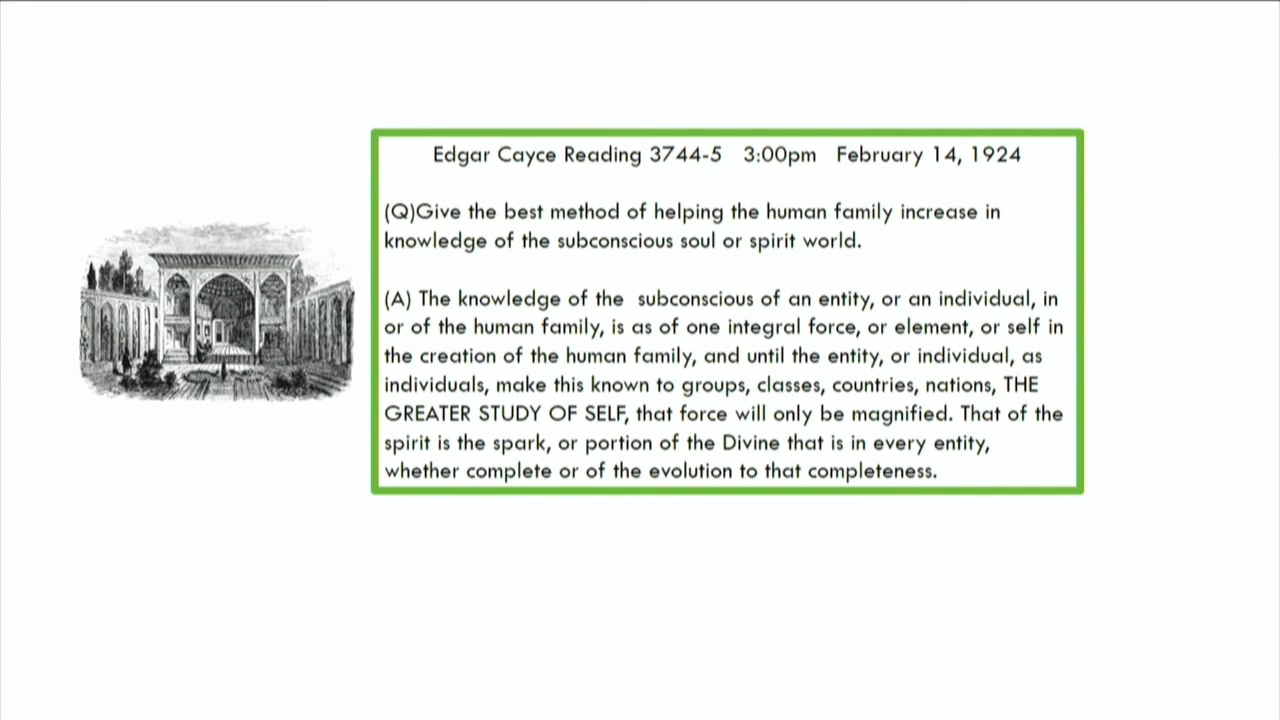 Edgar Cayce Reading 3744-5 3:00pm February 14, 1924
(Q)Give the best method of helping the human family increase in
knowledge of the subconscious soul or spirit world.
(A) The knowledge of the subconscious of an entity, or an individual, in
or of the human family, is as of one integral force, or element, or self in
the creation of the human family, and until the entity, or individual, as
individuals, make this known to groups, classes, countries, nations, THE
GREATER STUDY OF SELF, that force will only be magnified. That of the
spirit is the spark, or portion of the Divine that is in every entity,
whether complete or of the evolution to that completeness.